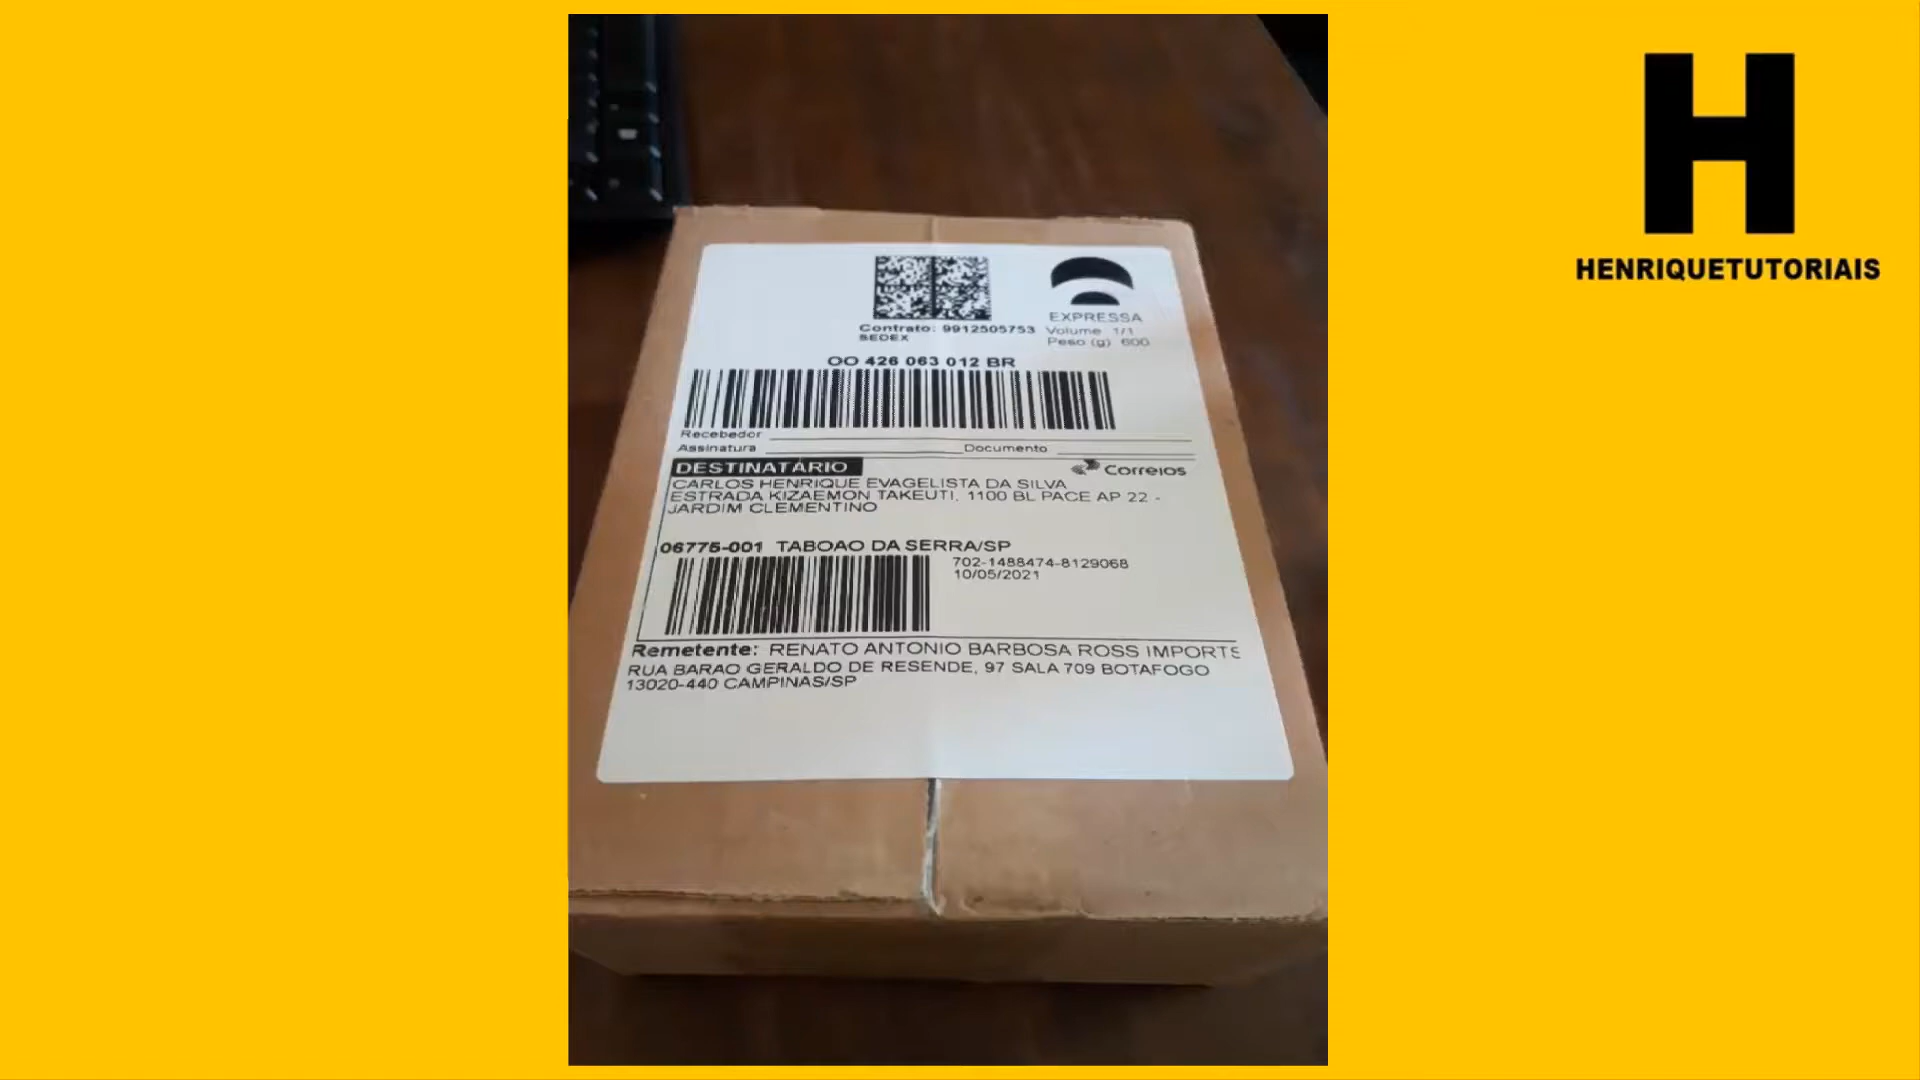 H
HENRIQUETUTORIAIS
EXPRESSA
Contrato: 9912505753
Volume 1/1
SEDEX
Peso (g) 600
OO 426 063 012 BR
Recebedor
Assinatura Documento
DESTINATÁRIO
Correios
CARLOS HENRIQUE EVAGELISTA DA SILVA
ESTRADA KIZAEMON TAKEUTI, 1100 BL PACE AP 22 -
JARDIM CLEMENTINO
06775-001 TABOAO DA SERRA/SP
702-1488474-8129068
10/05/2021
Remetente: RENATO ANTONIO BARBOSA ROSS IMPORTS
RUA BARAO GERALDO DE RESENDE, 97 SALA 709 BOTAFOGO
13020-440 CAMPINAS/SP